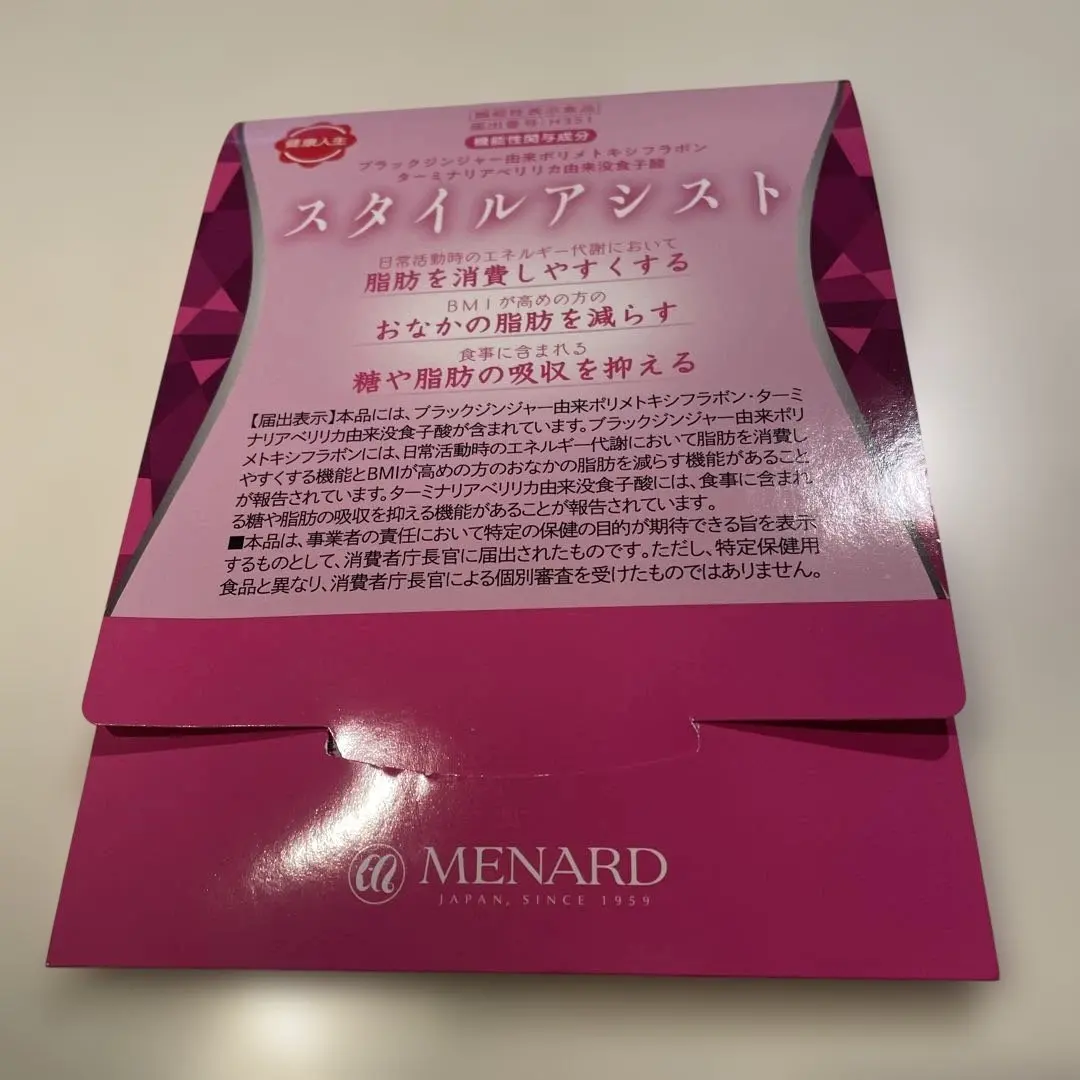 健康人生
機能性表示食品
届出番号:H351
機能性関与成分
ブラックジンジャー由来ポリメトキシフラボン
ターミナリアベリリカ由来没食子酸
スタイルアシスト
日常活動時のエネルギー代謝において
脂肪を消費しやすくする
BMIが高めの方の
おなかの脂肪を減らす
食事に含まれる
糖や脂肪の吸収を抑える
【届出表示】本品には、ブラックジンジャー由来ポリメトキシフラボン・ターミ
ナリアベリリカ由来没食子酸が含まれています。ブラックジンジャー由来ポリ
メトキシフラボンには、日常活動時のエネルギー代謝において脂肪を消費し
やすくする機能とBMIが高めの方のおなかの脂肪を減らす機能があること
が報告されています。ターミナリアベリリカ由来没食子酸には、食事に含まれ
る糖や脂肪の吸収を抑える機能があることが報告されています。
■本品は、事業者の責任において特定の保健の目的が期待できる旨を表示
するものとして、消費者庁長官に届出されたものです。ただし、特定保健用
食品と異なり、消費者庁長官による個別審査を受けたものではありません。
MENARD
JAPAN, SINCE 1959